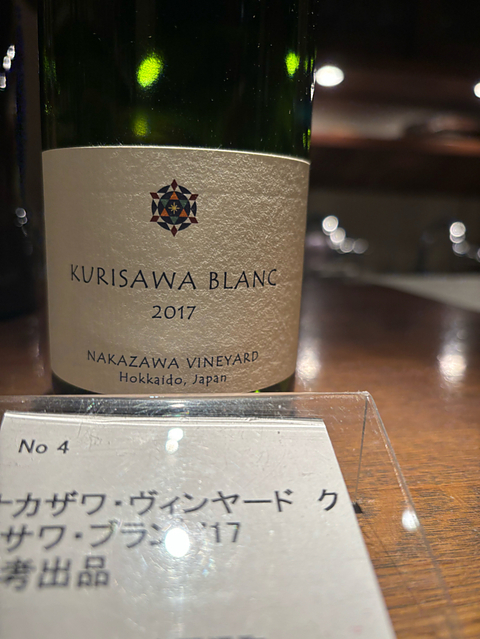 KURISAWA BLANC
2017
NAKAZAWA VINEYARD
Hokkaido, Japan
No 4
ナカザワ・ヴィンヤード ク
サワ・ブラン '17
考出品